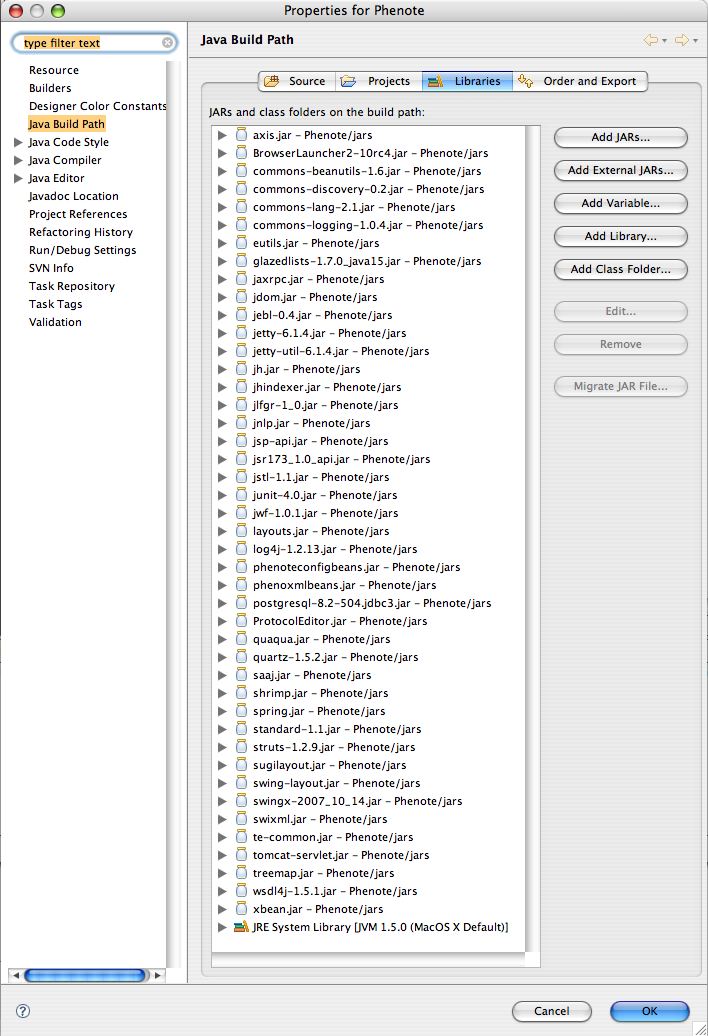 Properties for Phenote
type filter text
Resource
Builders
Designer Color Constants
Java Build Path
Java Code Style
Java Compiler
Java Editor
Javadoc Location
Project References
Refactoring History
Run/Debug Settings
SVN Info
Task Repository
Task Tags
Validation
Java Build Path
Source Projects Libraries Order and Export
JARs and class folders on the build path:
axis.jar – Phenote/jars
BrowserLauncher2-10rc4.jar – Phenote/jars
commons-beanutils-1.6.jar – Phenote/jars
commons-discovery-0.2.jar – Phenote/jars
commons-lang-2.1.jar – Phenote/jars
commons-logging-1.0.4.jar – Phenote/jars
eutils.jar – Phenote/jars
glazedlists-1.7.0_java15.jar – Phenote/jars
jaxrpc.jar – Phenote/jars
jdom.jar – Phenote/jars
jebl-0.4.jar – Phenote/jars
jetty-6.1.4.jar – Phenote/jars
jetty-util-6.1.4.jar – Phenote/jars
jh.jar – Phenote/jars
jhindexer.jar – Phenote/jars
jlfgr-1_0.jar – Phenote/jars
jnlp.jar – Phenote/jars
jsp-api.jar – Phenote/jars
jsr173_1.0_api.jar – Phenote/jars
jstl-1.1.jar – Phenote/jars
junit-4.0.jar – Phenote/jars
jwf-1.0.1.jar – Phenote/jars
layouts.jar – Phenote/jars
log4j-1.2.13.jar – Phenote/jars
phenoteconfigbeans.jar – Phenote/jars
phenoxmlbeans.jar – Phenote/jars
postgresql-8.2-504.jdbc3.jar – Phenote/jars
ProtocolEditor.jar – Phenote/jars
quaqua.jar – Phenote/jars
quartz-1.5.2.jar – Phenote/jars
saaj.jar – Phenote/jars
shrimp.jar – Phenote/jars
spring.jar – Phenote/jars
standard-1.1.jar – Phenote/jars
struts-1.2.9.jar – Phenote/jars
sugilayout.jar – Phenote/jars
swing-layout.jar – Phenote/jars
swingx-2007_10_14.jar – Phenote/jars
swixml.jar – Phenote/jars
te-common.jar – Phenote/jars
tomcat-servlet.jar – Phenote/jars
treemap.jar – Phenote/jars
wsdl4j-1.5.1.jar – Phenote/jars
xbean.jar – Phenote/jars
JRE System Library [JVM 1.5.0 (MacOS X Default)]
Add JARs...
Add External JARs...
Add Variable...
Add Library...
Add Class Folder...
Edit...
Remove
Migrate JAR File...
?
Cancel OK